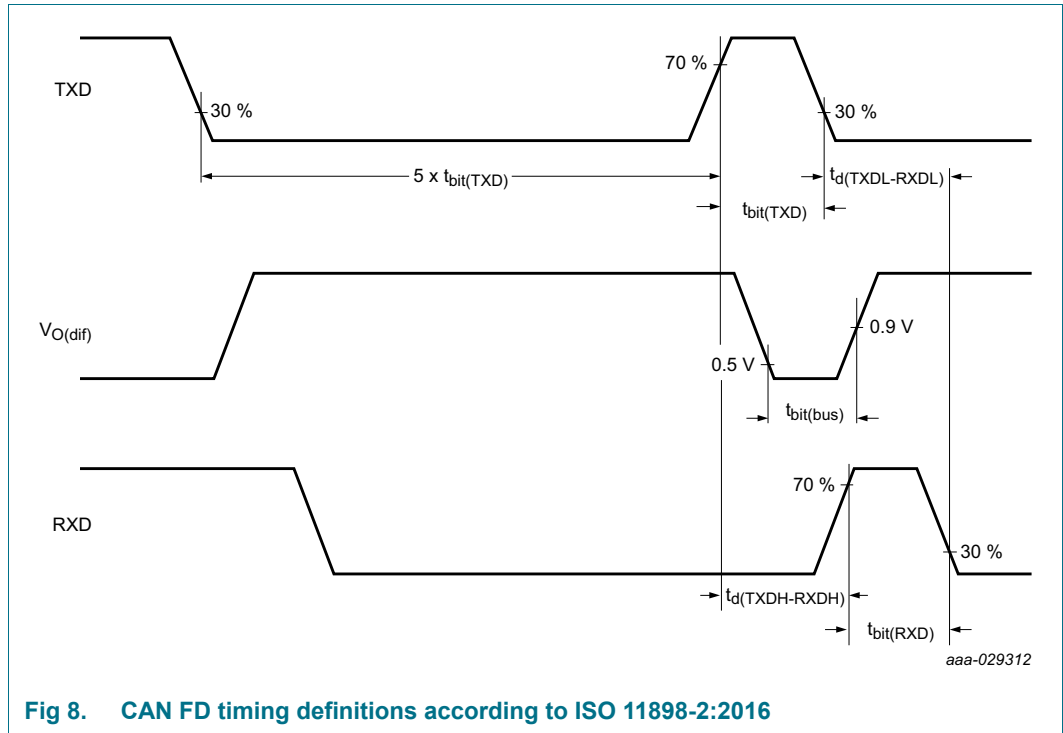 TXD
70 %
30 %
30 %
5 x tbit(TXD)
td(TXDL-RXDL)
tbit(TXD)
VO(dif)
0.9 V
0.5 V
tbit(bus)
RXD
70 %
30 %
td(TXDH-RXDH)
tbit(RXD)
aaa-029312
Fig 8. CAN FD timing definitions according to ISO 11898-2:2016